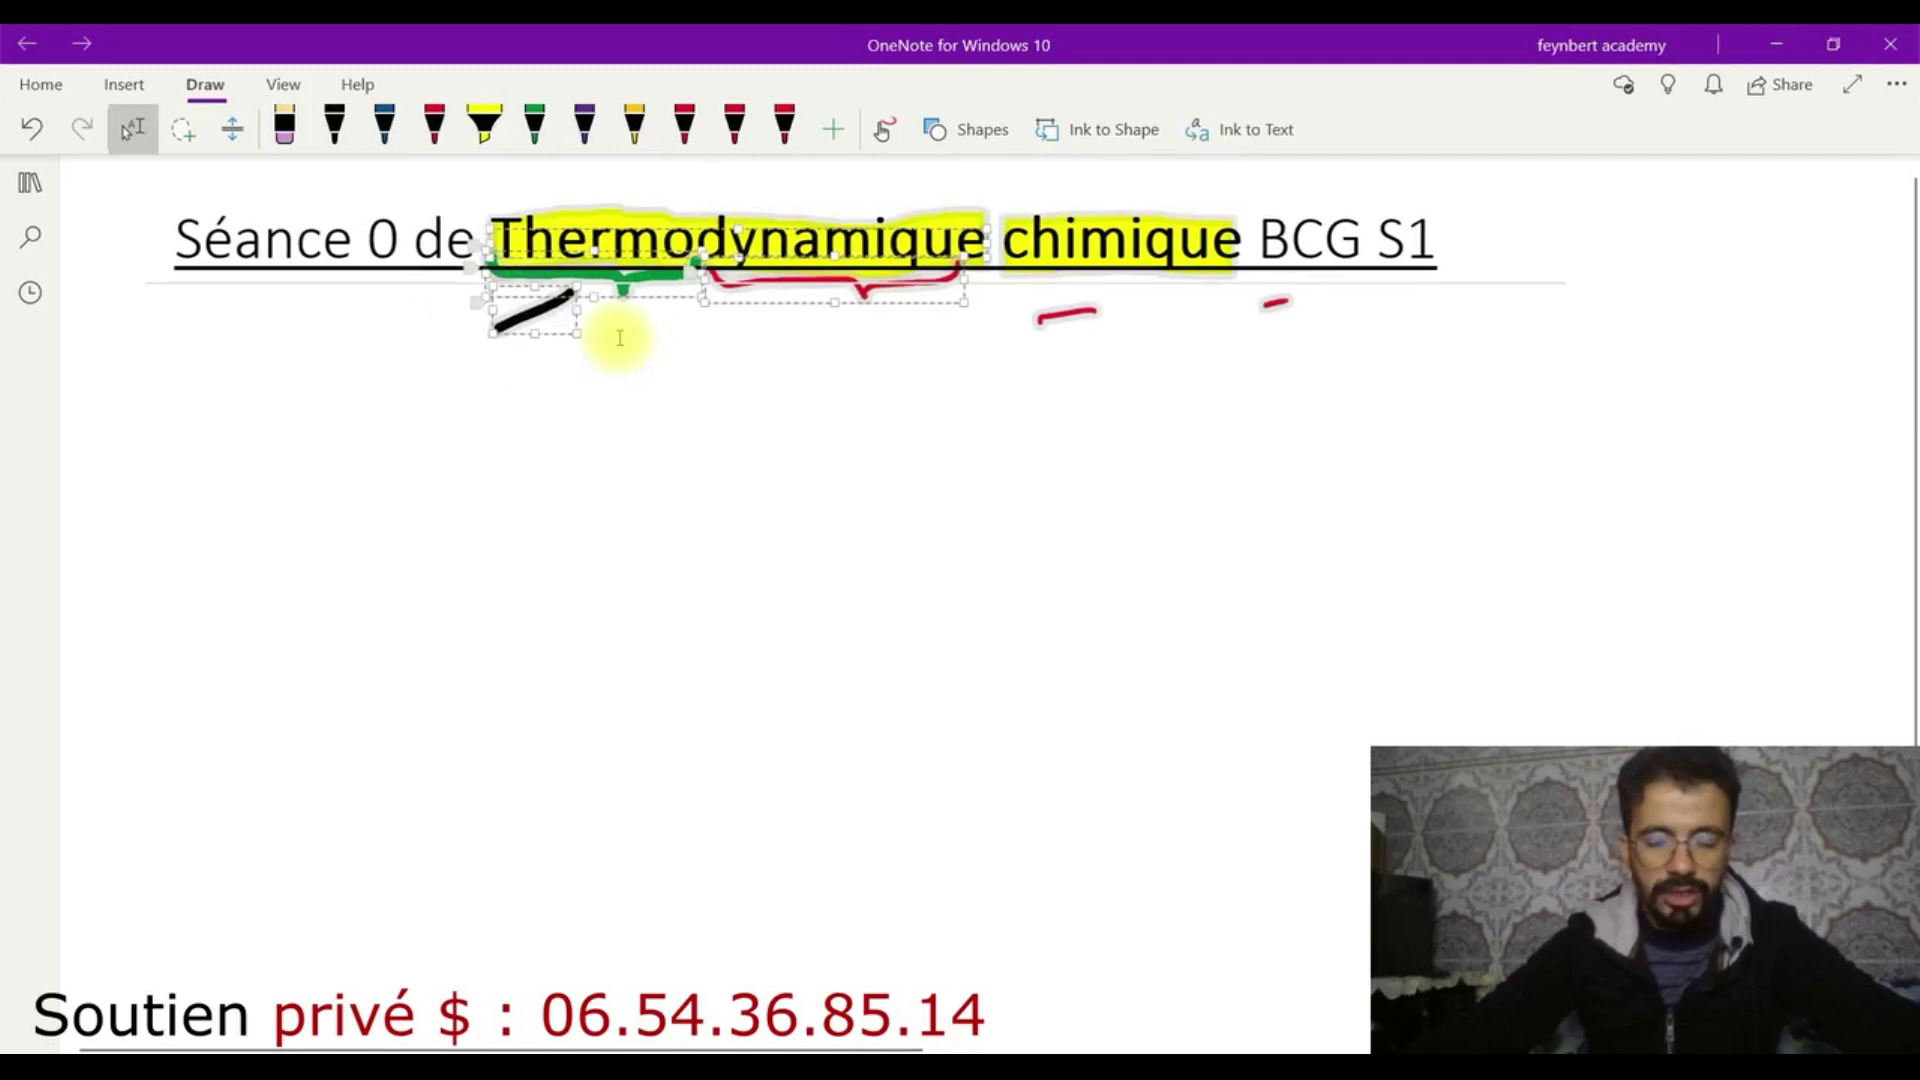 OneNote for Windows 10
feynbert academy
Home Insert Draw View Help
Share
Shapes Ink to Shape Ink to Text
Séance 0 de Thermodynamique chimique BCG S1
Soutien privé $ : 06.54.36.85.14